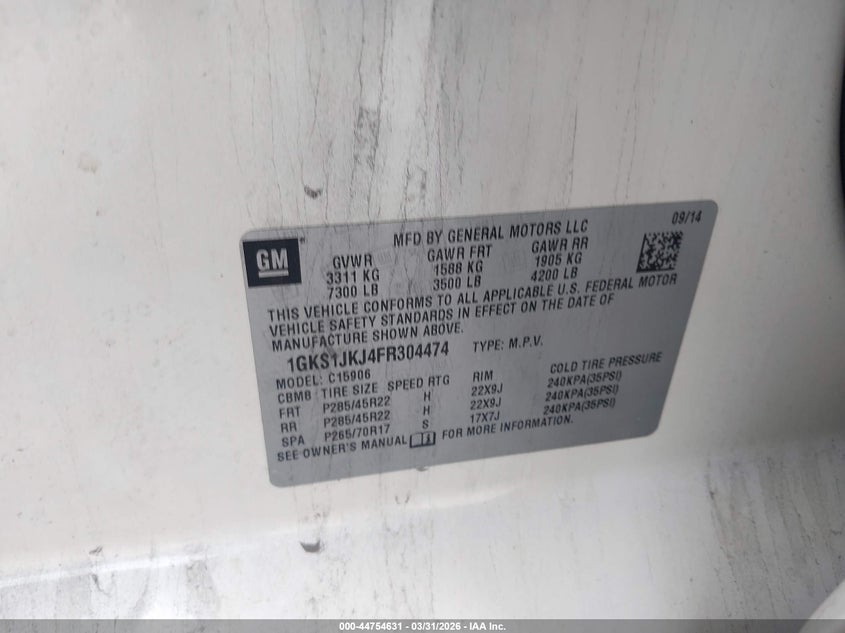 09/14
GM
MFD BY GENERAL MOTORS LLC
GVWR GAWR FRT GAWR RR
3311 KG 1588 KG 1905 KG
7300 LB 3500 LB 4200 LB
THIS VEHICLE CONFORMS TO ALL APPLICABLE U.S. FEDERAL MOTOR
VEHICLE SAFETY STANDARDS IN EFFECT ON THE DATE OF
MANUFACTURE SHOWN ABOVE.
1GKS1JKJ4FR304474 TYPE: M.P.V.
MODEL: C15906
CBM8 TIRE SIZE SPEED RTG RIM COLD TIRE PRESSURE
FRT P285/45R22 H 22X9J 240KPA(35PSI)
RR P285/45R22 H 22X9J 240KPA(35PSI)
SPA P265/70R17 S 17X7J 240KPA(35PSI)
SEE OWNER'S MANUAL FOR MORE INFORMATION.
000-44754631 | 03/31/2026 | IAA Inc.